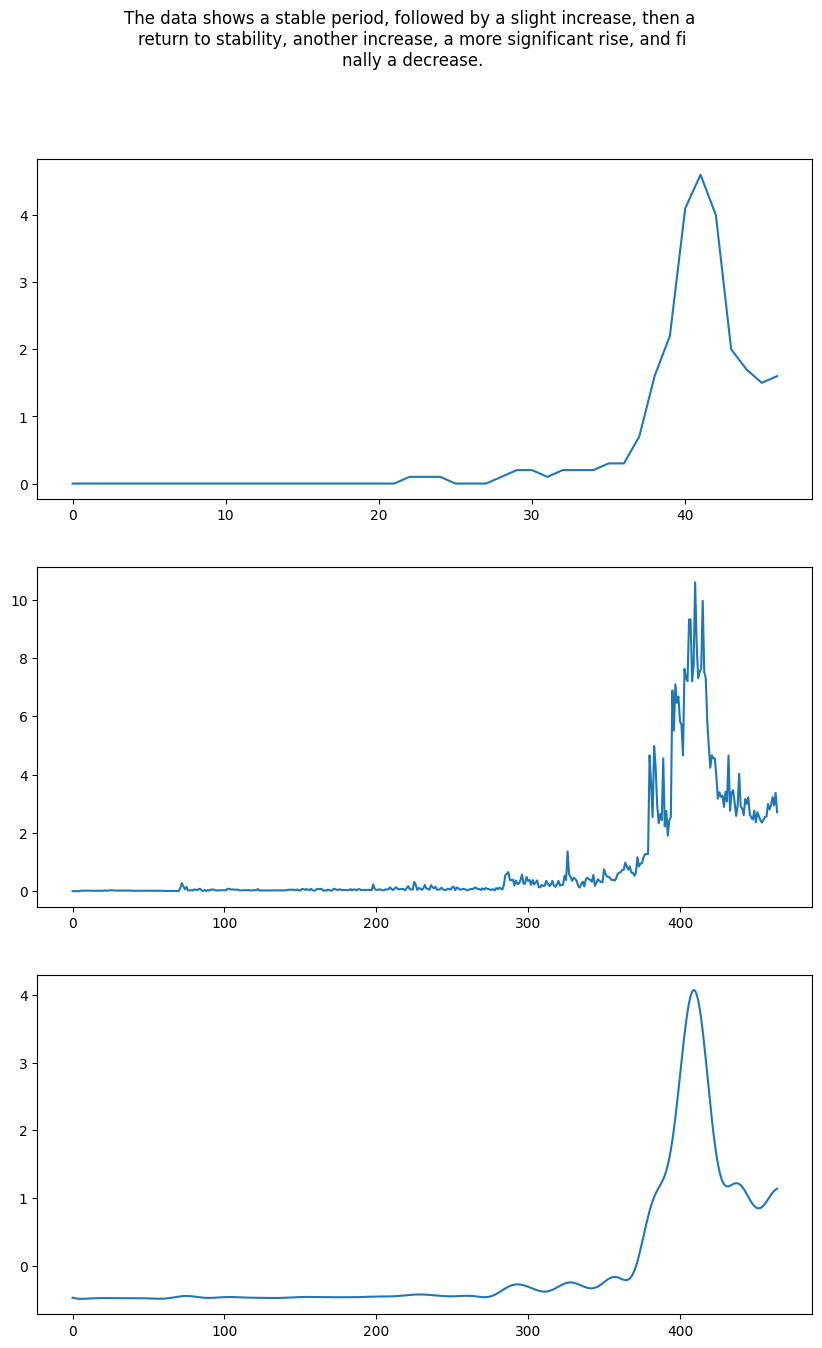 The data shows a stable period, followed by a slight increase, then a
return to stability, another increase, a more significant rise, and fi
nally a decrease.
4
3
2
1
0
0 10 20 30 40
10
8
6
4
2
0
0 100 200 300 400
4
3
2
1
0
0 100 200 300 400